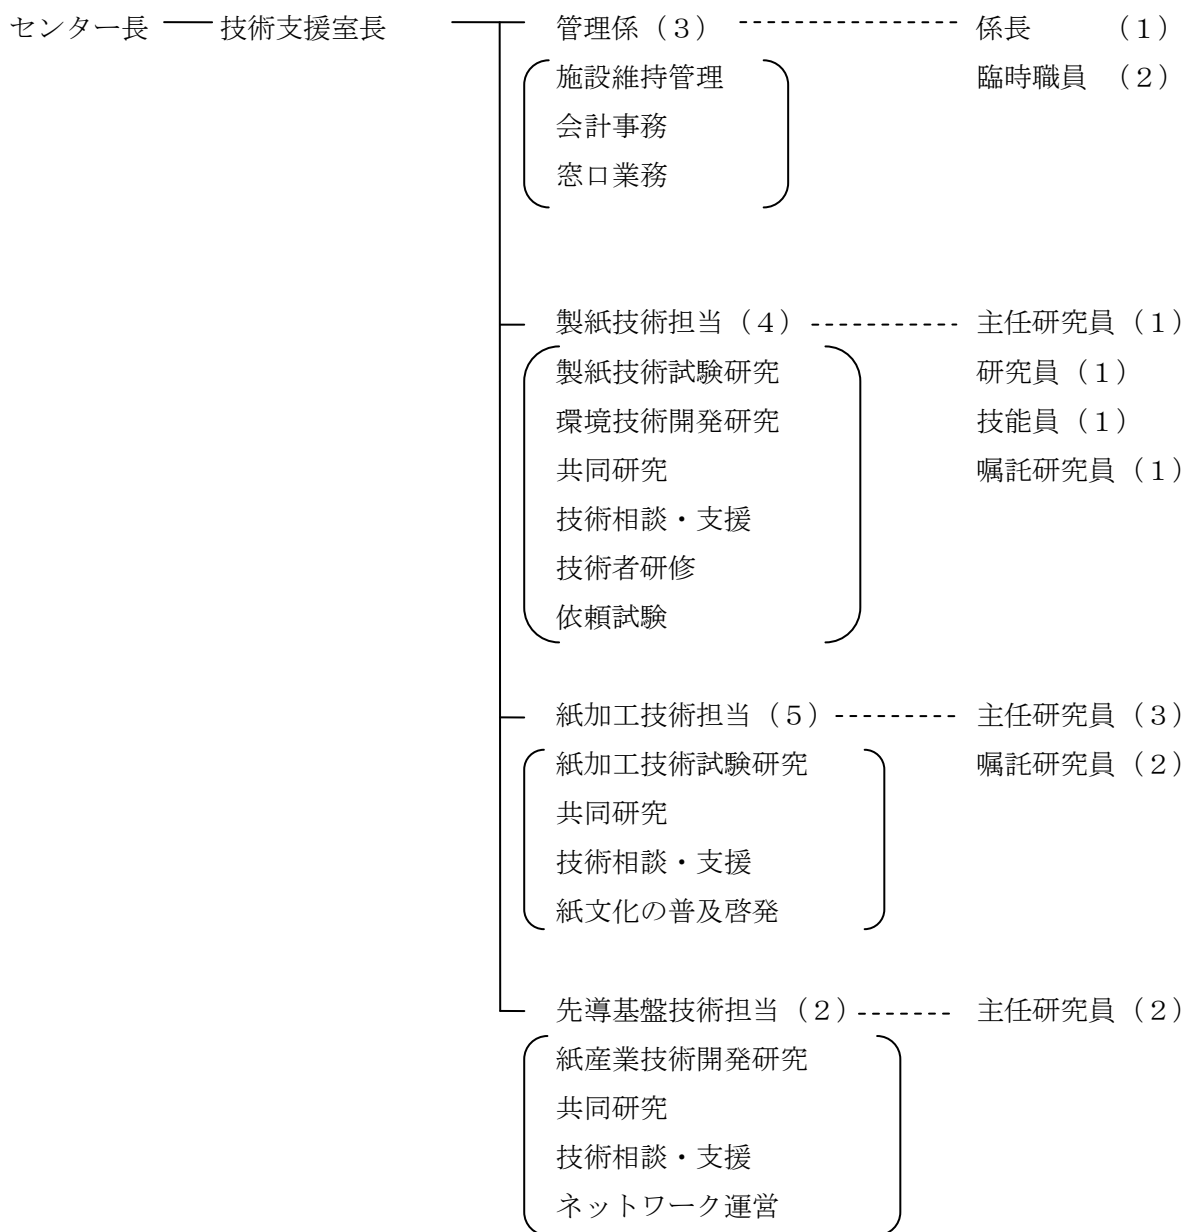 センター長 技術支援室長 管理係（３） 係長 （１）
施設維持管理 臨時職員 （２）
会計事務
窓口業務
製紙技術担当（４） 主任研究員（１）
製紙技術試験研究 研究員（１）
環境技術開発研究 技能員（１）
共同研究 嘱託研究員（１）
技術相談・支援
技術者研修
依頼試験
紙加工技術担当（５） 主任研究員（３）
紙加工技術試験研究 嘱託研究員（２）
共同研究
技術相談・支援
紙文化の普及啓発
先導基盤技術担当（２） 主任研究員（２）
紙産業技術開発研究
共同研究
技術相談・支援
ネットワーク運営